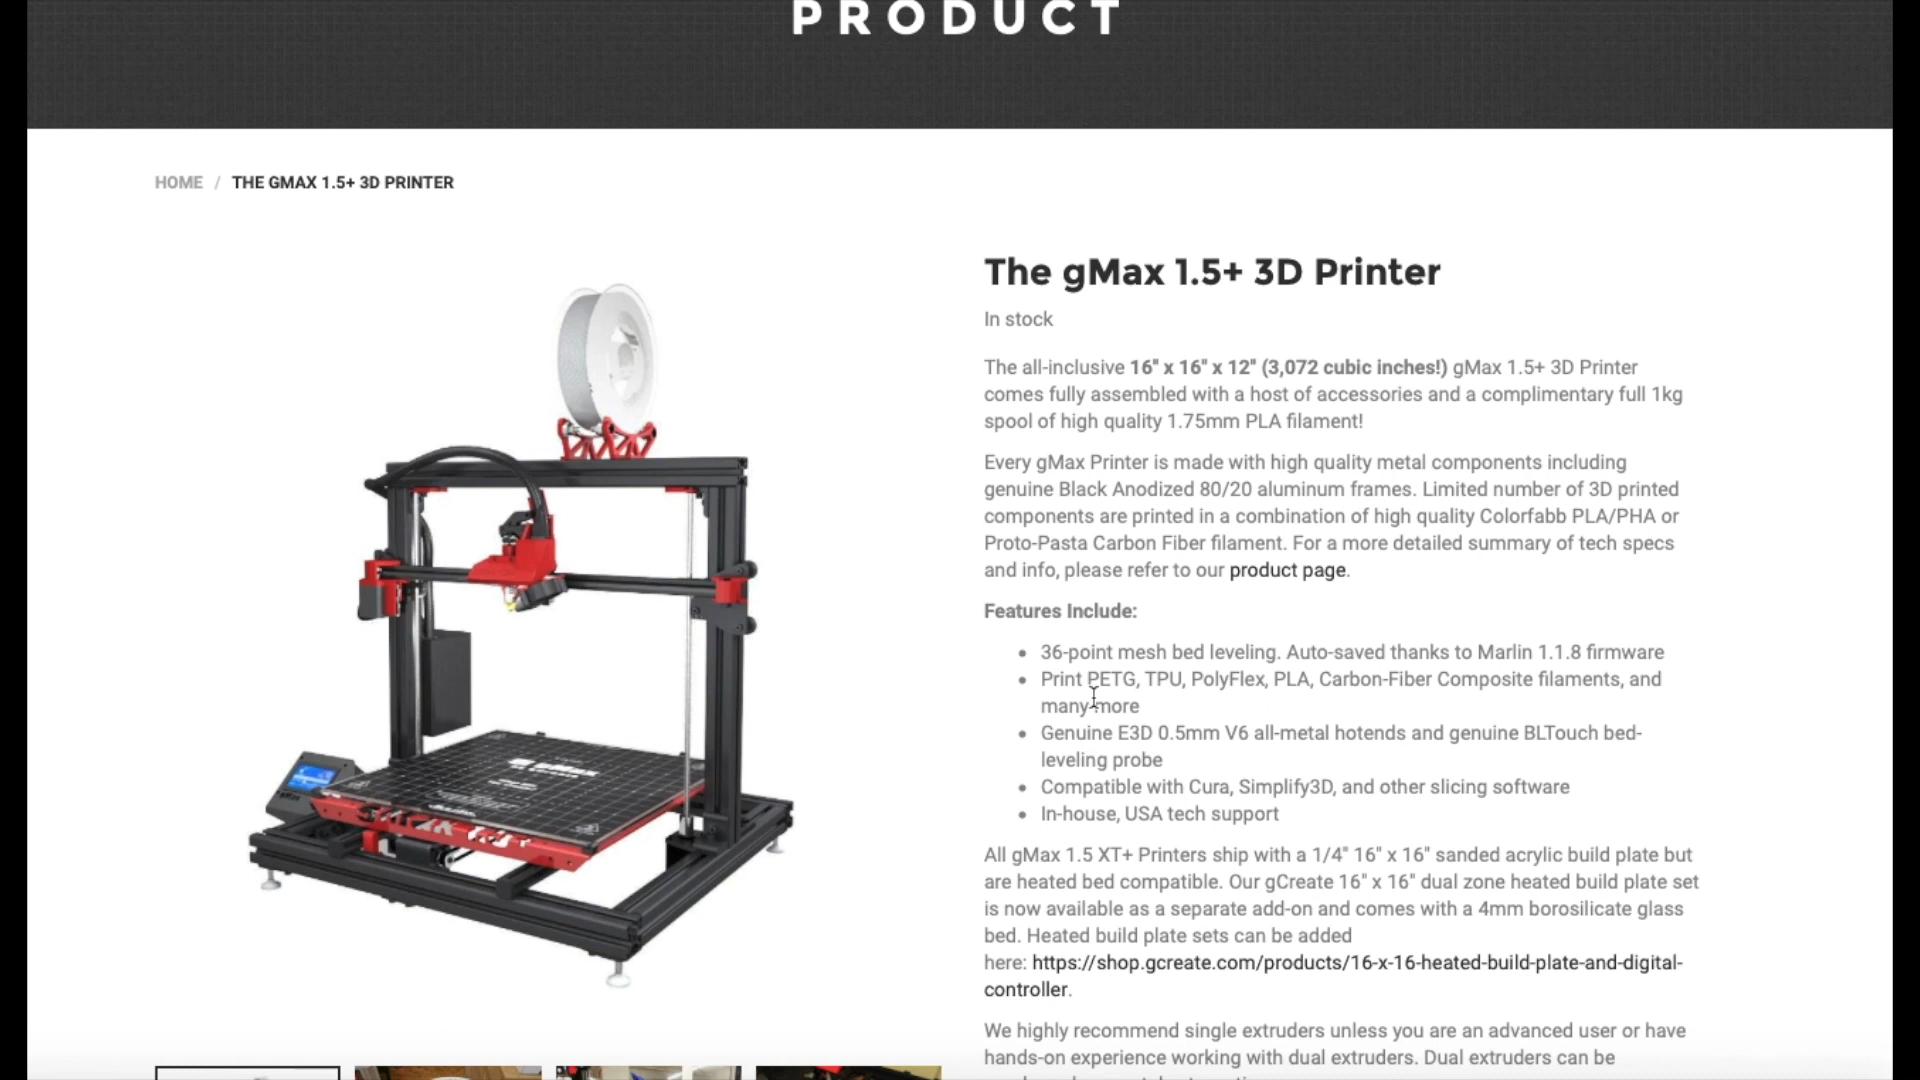 PRODUCT
HOME / THE GMAX 1.5+ 3D PRINTER
The gMax 1.5+ 3D Printer
In stock
The all-inclusive 16" x 16" x 12" (3,072 cubic inches!) gMax 1.5+ 3D Printer
comes fully assembled with a host of accessories and a complimentary full 1kg
spool of high quality 1.75mm PLA filament!
Every gMax Printer is made with high quality metal components including
genuine Black Anodized 80/20 aluminum frames. Limited number of 3D printed
components are printed in a combination of high quality Colorfabb PLA/PHA or
Proto-Pasta Carbon Fiber filament. For a more detailed summary of tech specs
and info, please refer to our product page.
Features Include:
• 36-point mesh bed leveling. Auto-saved thanks to Marlin 1.1.8 firmware
• Print PETG, TPU, PolyFlex, PLA, Carbon-Fiber Composite filaments, and
many more
• Genuine E3D 0.5mm V6 all-metal hotends and genuine BLTouch bed-
leveling probe
• Compatible with Cura, Simplify3D, and other slicing software
• In-house, USA tech support
All gMax 1.5 XT+ Printers ship with a 1/4" 16" x 16" sanded acrylic build plate but
are heated bed compatible. Our gCreate 16" x 16" dual zone heated build plate set
is now available as a separate add-on and comes with a 4mm borosilicate glass
bed. Heated build plate sets can be added
here: https://shop.gcreate.com/products/16-x-16-heated-build-plate-and-digital-
controller.
We highly recommend single extruders unless you are an advanced user or have
hands-on experience working with dual extruders. Dual extruders can be